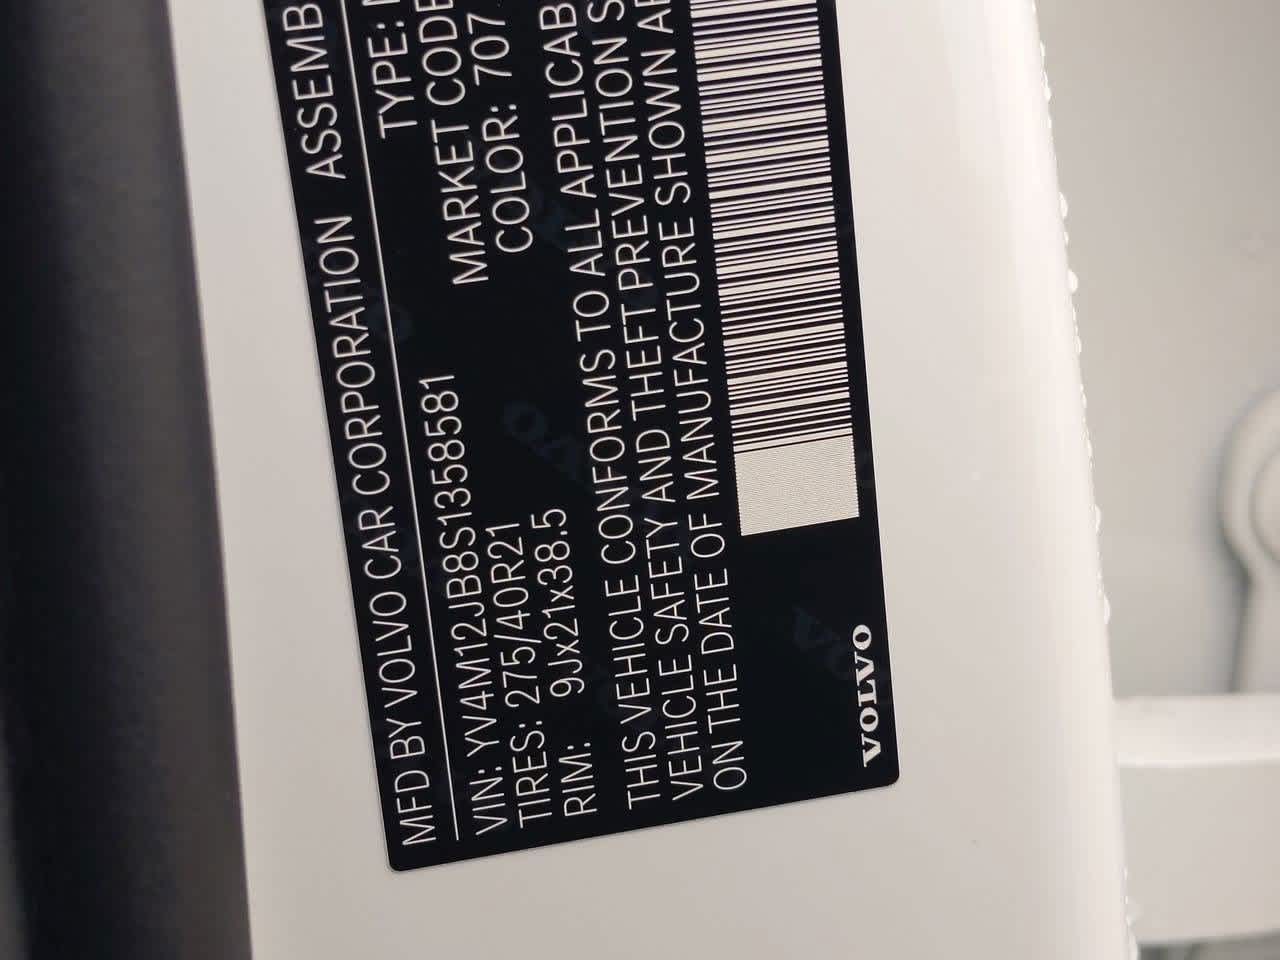 MFD BY VOLVO CAR CORPORATION ASSEMB
TYPE:
VIN: YV4M12JB8S1358581
TIRES: 275/40R21
MARKET CODE
RIM: 9Jx21x38.5
COLOR: 707
THIS VEHICLE CONFORMS TO ALL APPLICAB
VEHICLE SAFETY AND THEFT PREVENTION S
ON THE DATE OF MANUFACTURE SHOWN AB
VOLVO